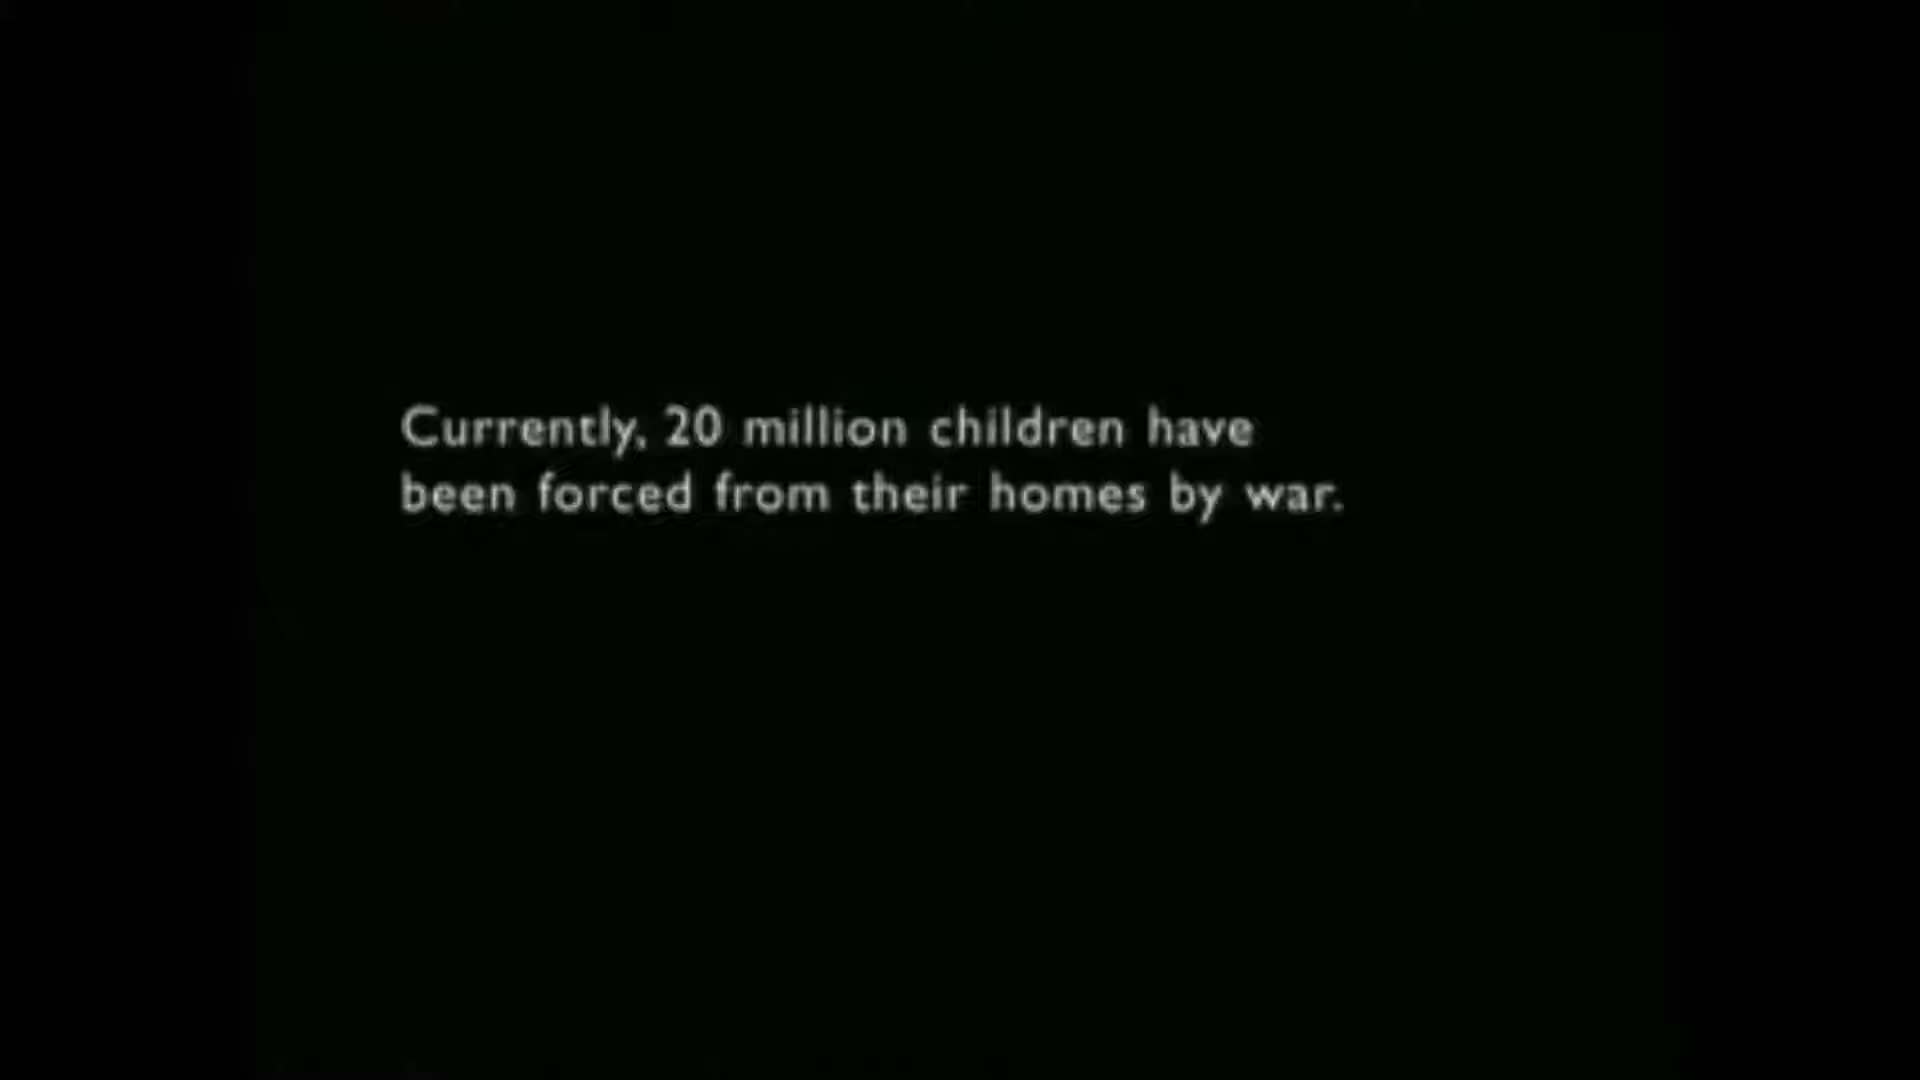 Currently, 20 million children have
been forced from their homes by war.